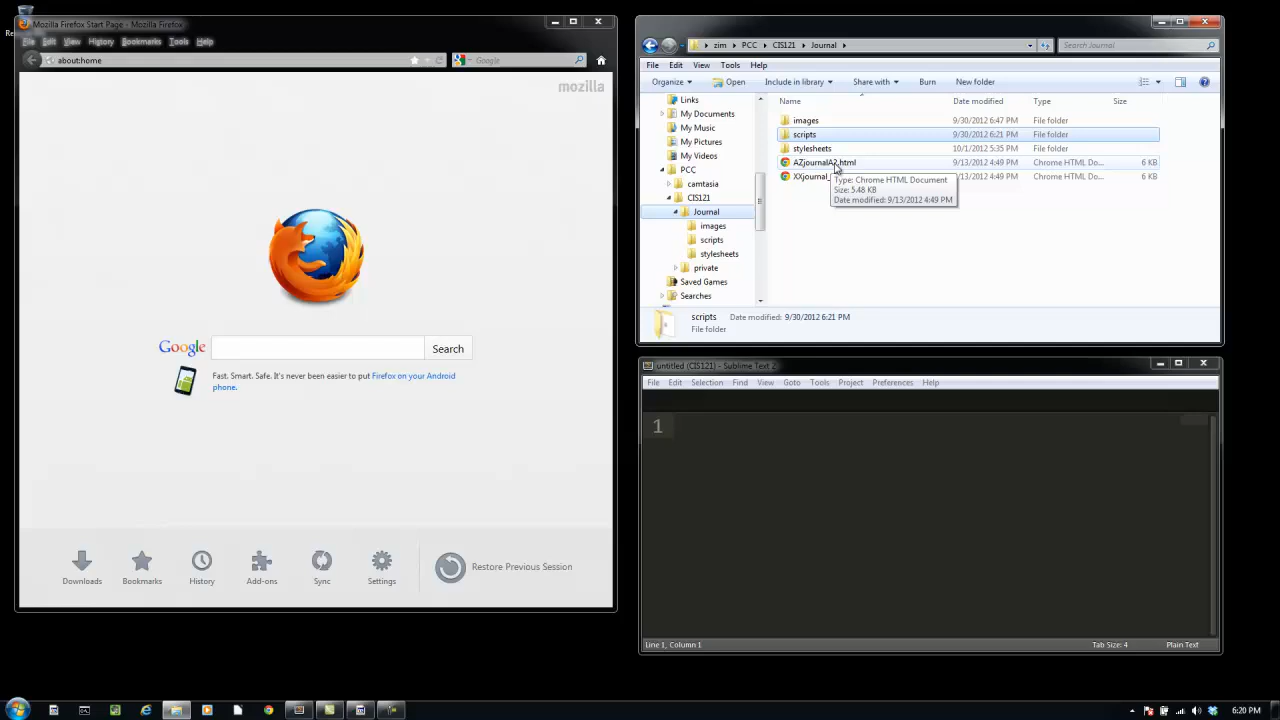 Mozilla Firefox Start Page - Mozilla Firefox
File Edit View History Bookmarks Tools Help
about:home
Google
mozilla
Google
Search
Fast. Smart. Safe. It's never been easier to put Firefox on your Android
phone.
Downloads
Bookmarks
History
Add-ons
Sync
Settings
Restore Previous Session
zim PCC CIS121 Journal
Search Journal
File Edit View Tools Help
Organize Open Include in library Share with Burn New folder
Links
My Documents
My Music
My Pictures
My Videos
PCC
camtasia
CIS121
Journal
images
scripts
stylesheets
private
Saved Games
Searches
Name Date modified Type Size
images 9/30/2012 6:47 PM File folder
scripts 9/30/2012 6:21 PM File folder
stylesheets 10/1/2012 5:35 PM File folder
AZjournalA2.html 9/13/2012 4:49 PM Chrome HTML Do... 6 KB
XXjournal 9/13/2012 4:49 PM Chrome HTML Do... 6 KB
Type: Chrome HTML Document
Size: 5.48 KB
Date modified: 9/13/2012 4:49 PM
scripts Date modified: 9/30/2012 6:21 PM
File folder
untitled (CIS121) - Sublime Text 2
File Edit Selection Find View Goto Tools Project Preferences Help
1
Line 1, Column 1
Tab Size: 4
Plain Text
6:20 PM